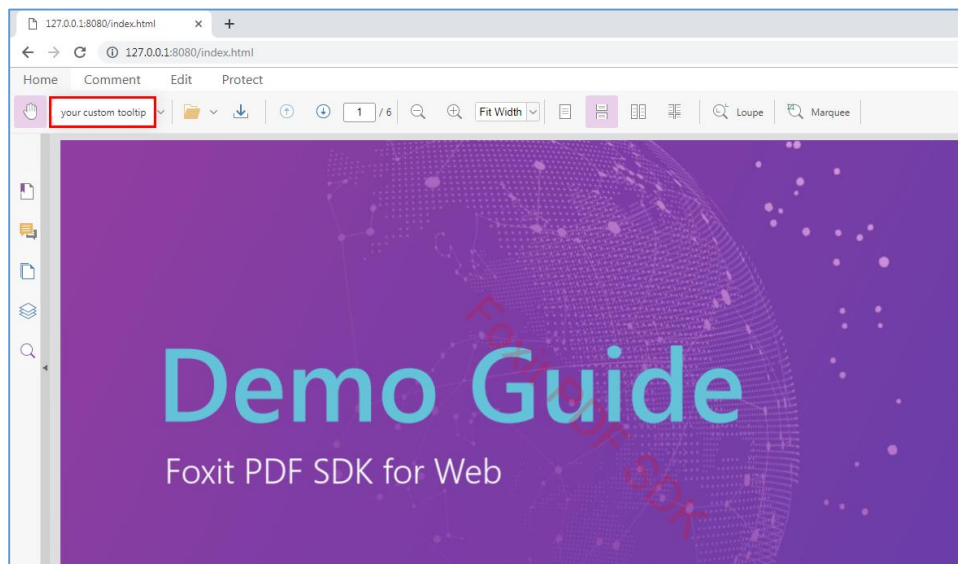 127.0.0.1:8080/index.html
127.0.0.1:8080/index.html
Home Comment Edit Protect
your custom tooltip 1 / 6 Fit Width Loupe Marquee
Demo Guide
Foxit PDF SDK for Web
Foxit PDF SDK